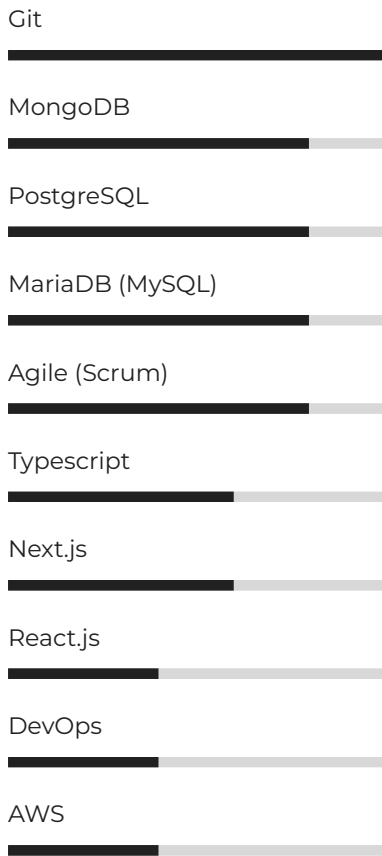 Git
MongoDB
PostgreSQL
MariaDB (MySQL)
Agile (Scrum)
Typescript
Next.js
React.js
DevOps
AWS